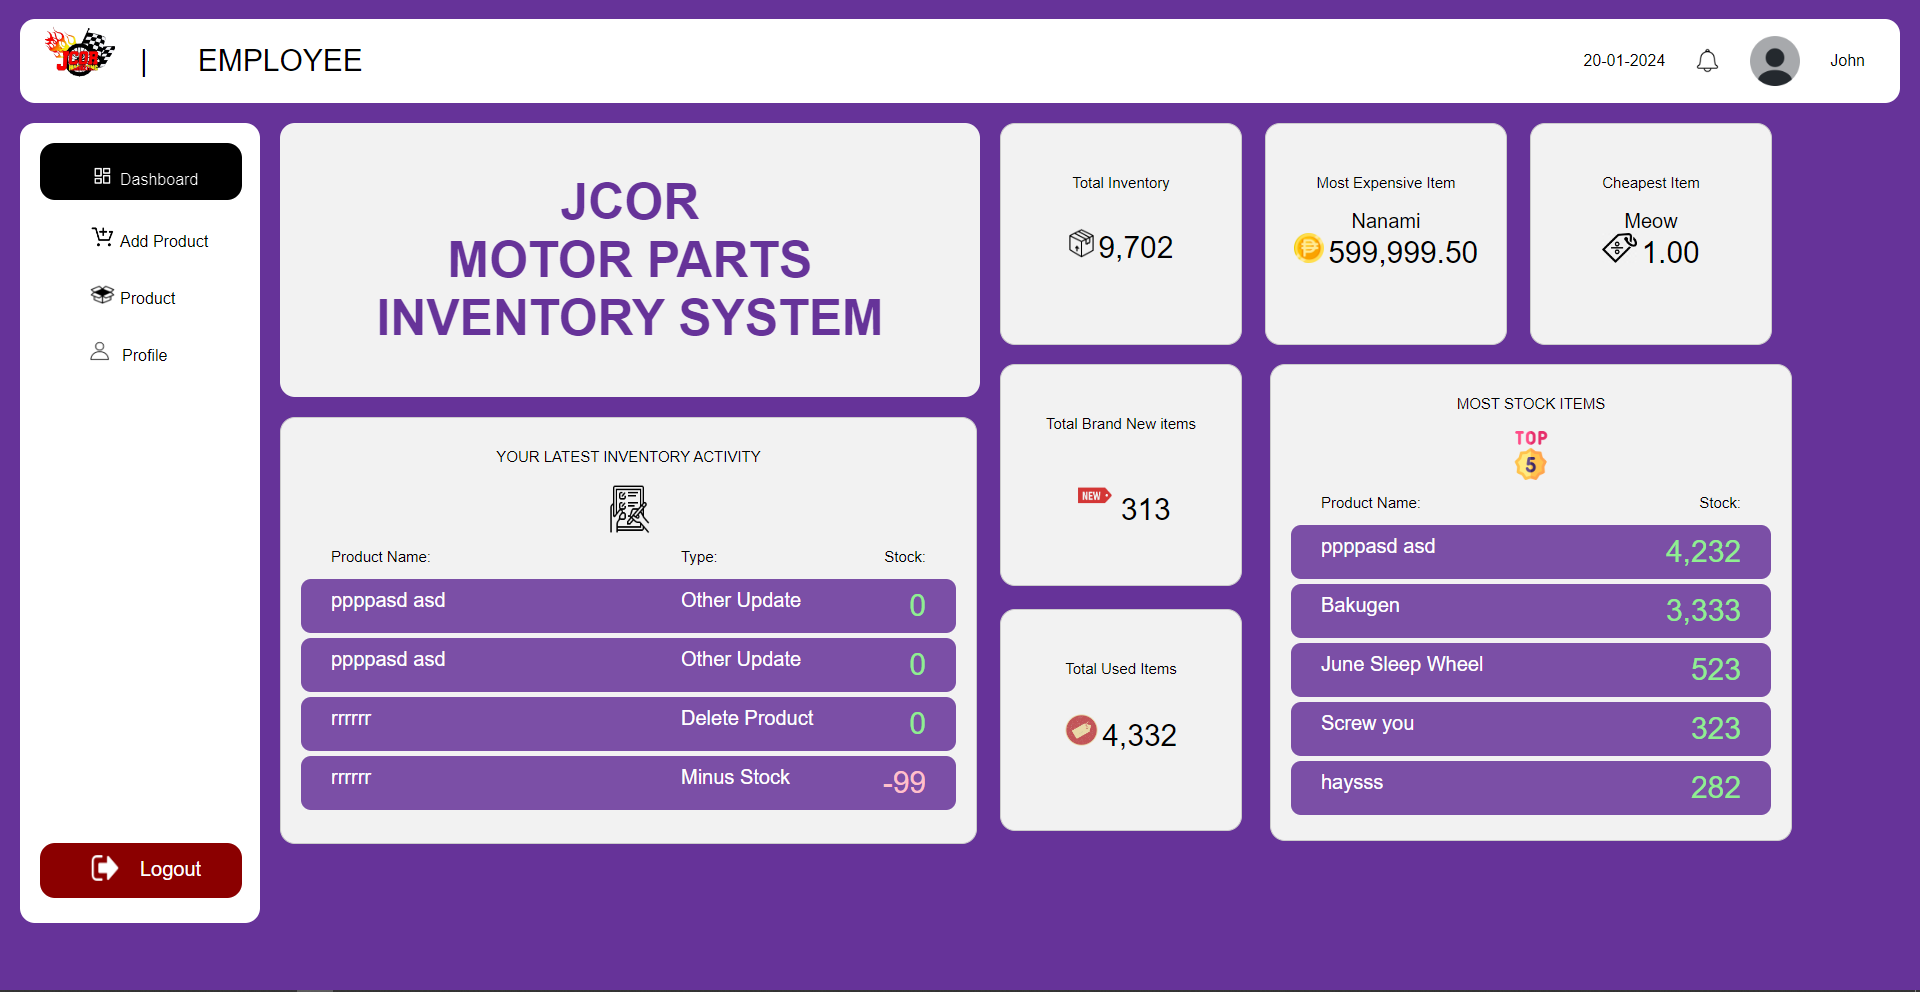 JCOR
| EMPLOYEE
20-01-2024
John
Dashboard
Add Product
Product
Profile
Logout
JCOR
MOTOR PARTS
INVENTORY SYSTEM
Total Inventory
9,702
Most Expensive Item
Nanami
599,999.50
Cheapest Item
Meow
1.00
YOUR LATEST INVENTORY ACTIVITY
Product Name: Type: Stock:
ppppasd asd Other Update 0
ppppasd asd Other Update 0
rrrrrr Delete Product 0
rrrrrr Minus Stock -99
Total Brand New items
NEW 313
Total Used Items
4,332
MOST STOCK ITEMS
TOP
5
Product Name: Stock:
ppppasd asd 4,232
Bakugen 3,333
June Sleep Wheel 523
Screw you 323
haysss 282